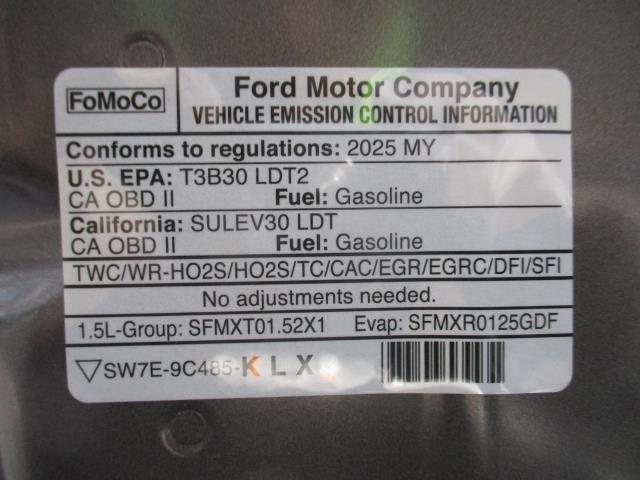 FoMoCo
Ford Motor Company
VEHICLE EMISSION CONTROL INFORMATION
Conforms to regulations: 2025 MY
U.S. EPA: T3B30 LDT2
CA OBD II Fuel: Gasoline
California: SULEV30 LDT
CA OBD II Fuel: Gasoline
TWC/WR-HO2S/HO2S/TC/CAC/EGR/EGRC/DFI/SFI
No adjustments needed.
1.5L-Group: SFMXT01.52X1 Evap: SFMXR0125GDF
▽SW7E-9C485-KLX